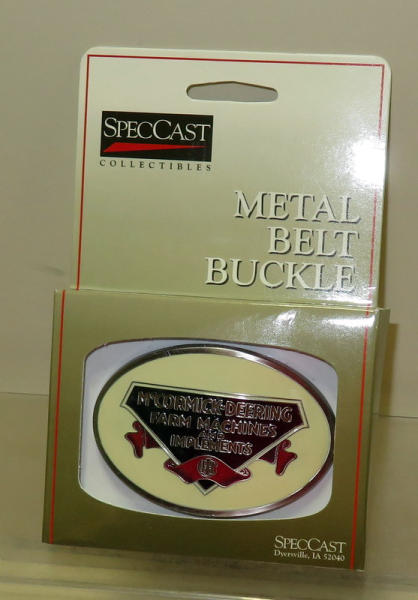 SPECCAST
COLLECTIBLES
METAL
BELT
BUCKLE
MCCORMICK-DEERING
FARM MACHINES
AND
IMPLEMENTS
SPECCAST
Dyersville, IA 52040